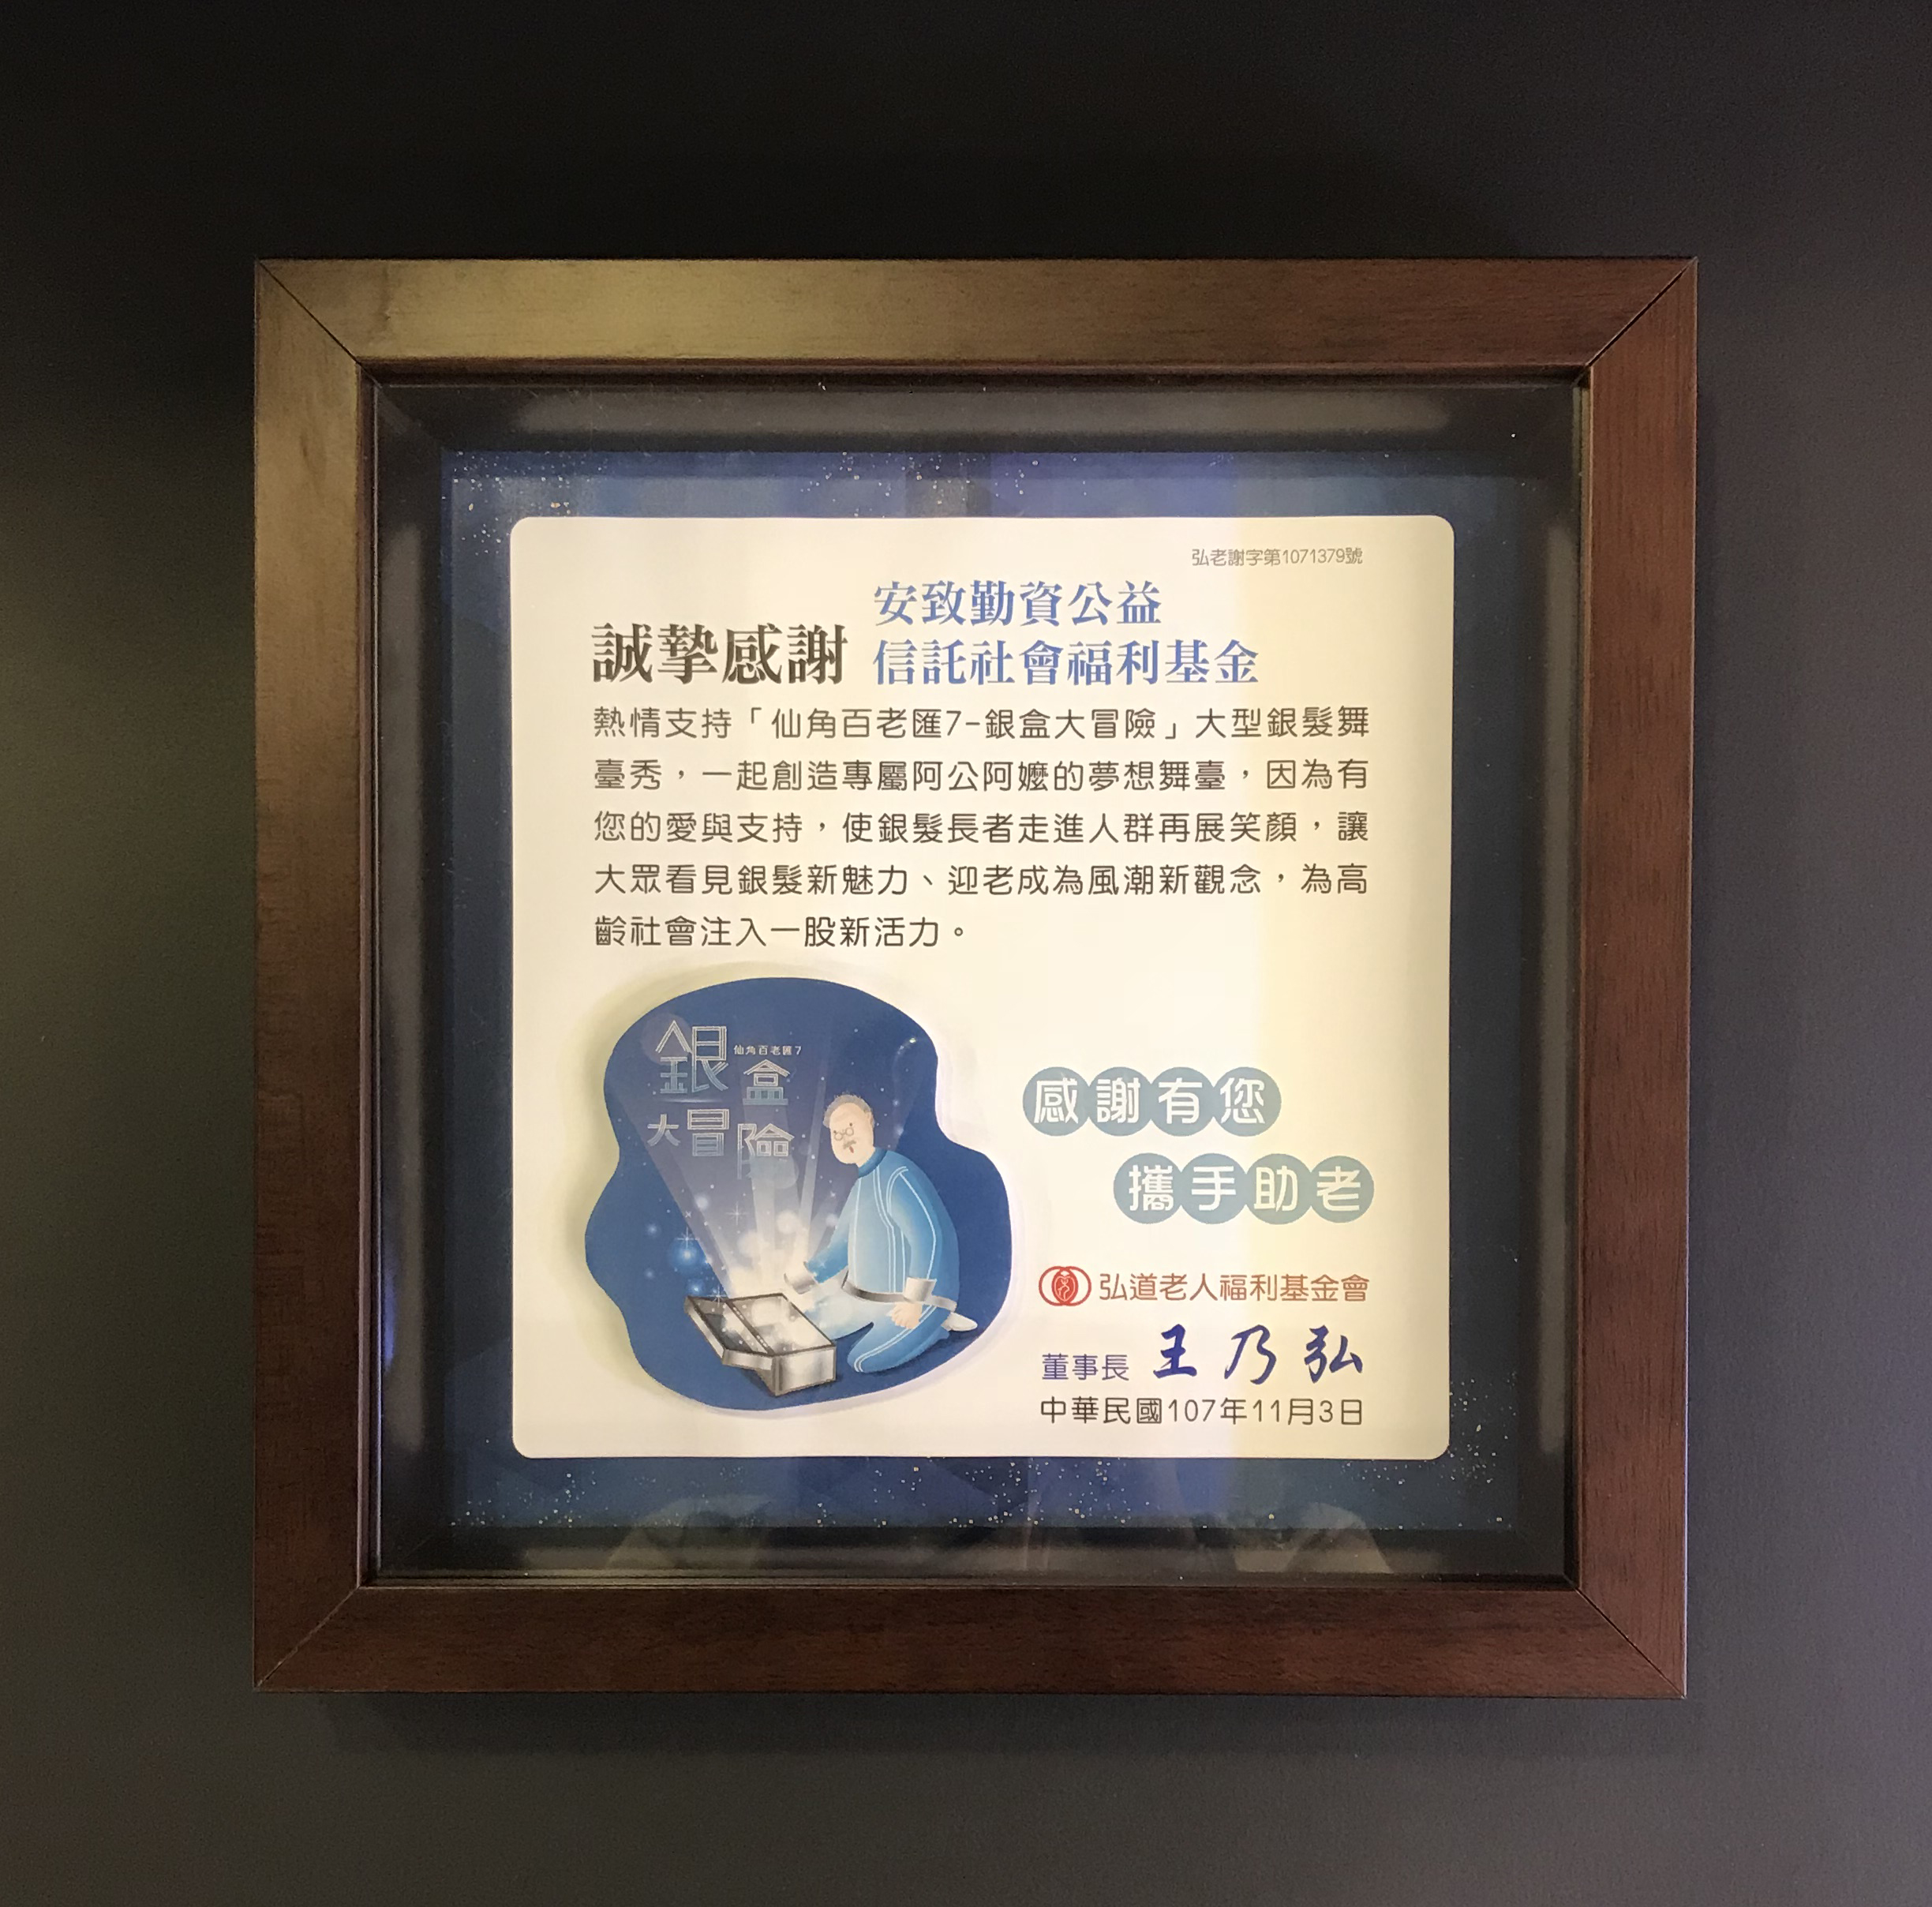 弘老謝字第1071379號
誠摯感謝
安致勤資公益
信託社會福利基金
熱情支持「仙角百老匯7-銀盒大冒險」大型銀髮舞
臺秀，一起創造專屬阿公阿嬤的夢想舞臺，因為有
您的愛與支持，使銀髮長者走進人群再展笑顏，讓
大眾看見銀髮新魅力、迎老成為風潮新觀念，為高
齡社會注入一股新活力。
銀盒
仙角百老匯7
大冒險
感謝有您
攜手助老
弘道老人福利基金會
董事長 王乃弘
中華民國107年11月3日